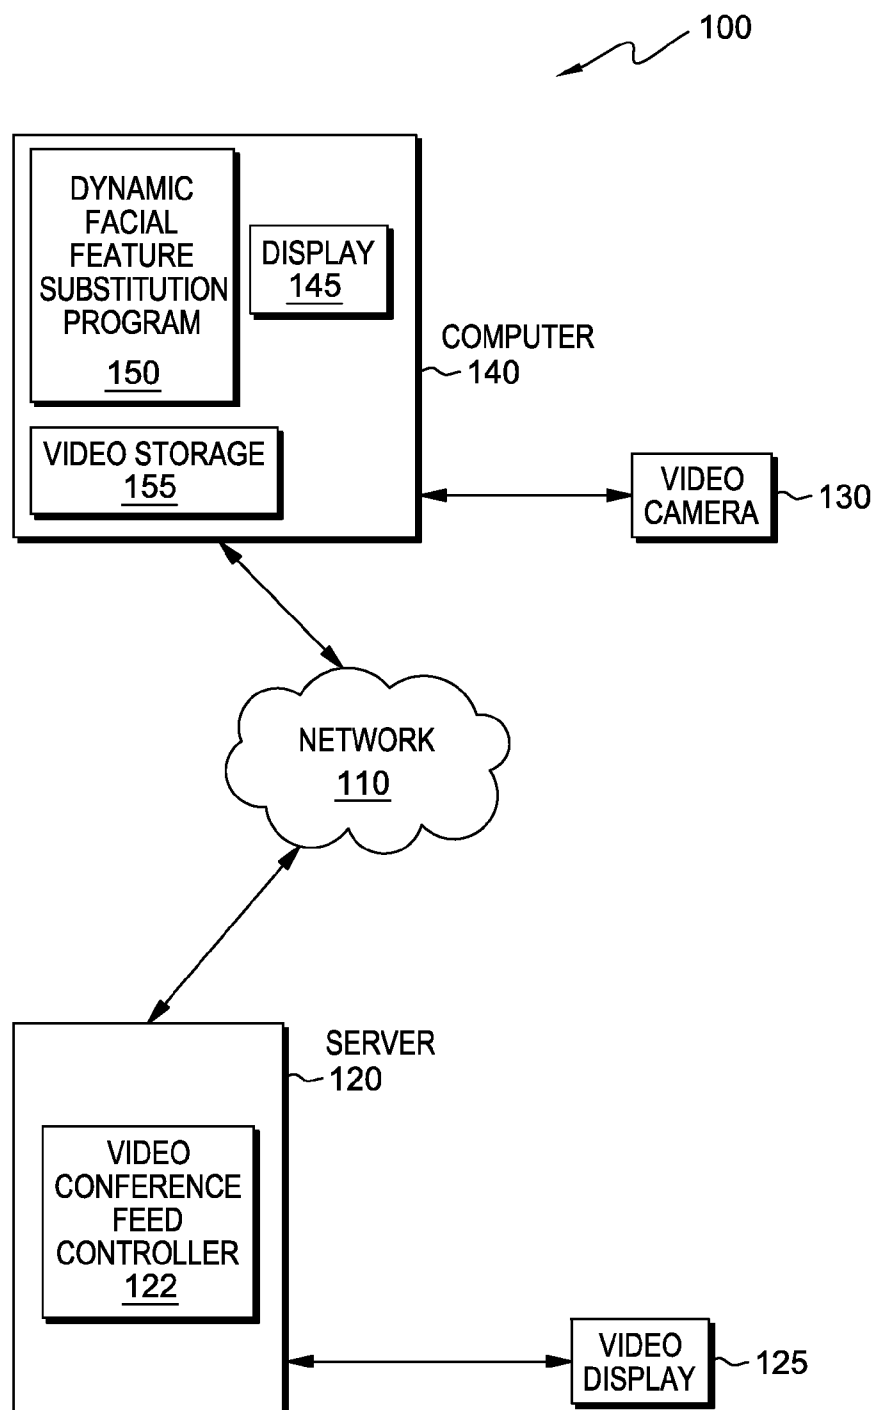 100
DYNAMIC
FACIAL
FEATURE
SUBSTITUTION
PROGRAM
150
DISPLAY
145
COMPUTER
140
VIDEO STORAGE
155
VIDEO
CAMERA
130
NETWORK
110
SERVER
120
VIDEO
CONFERENCE
FEED
CONTROLLER
122
VIDEO
DISPLAY
125